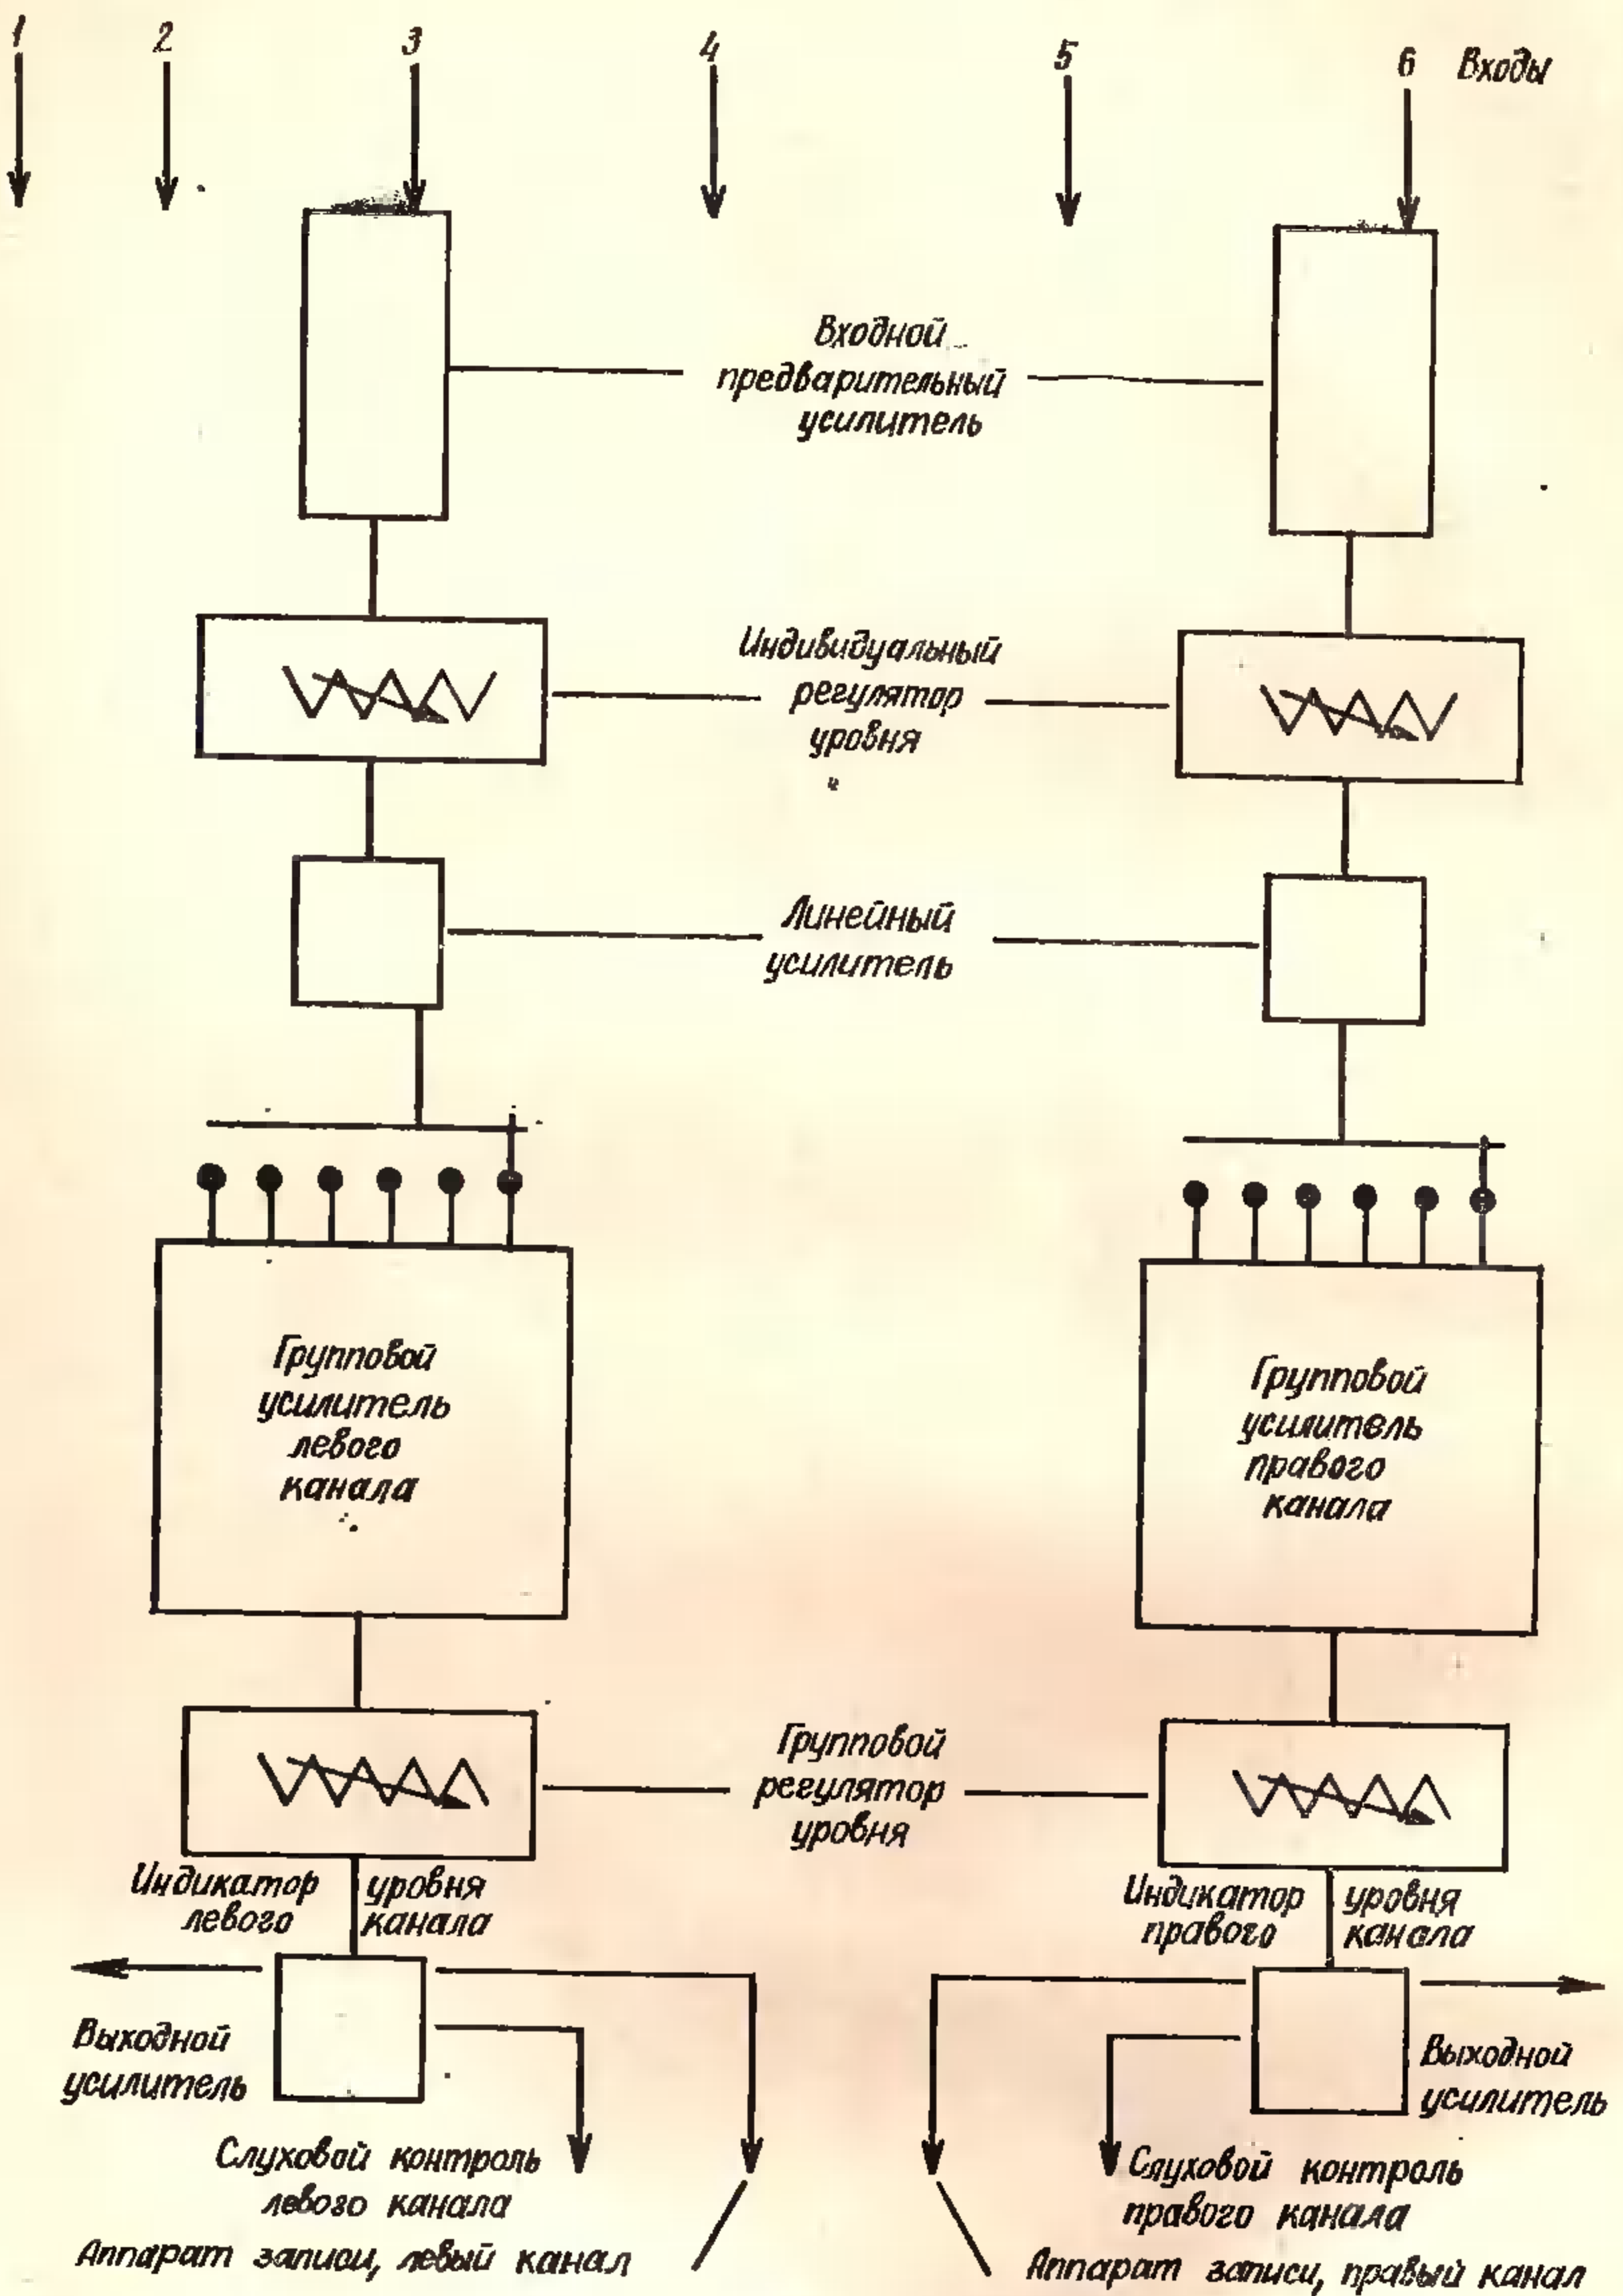 1 2 3 4 5 6 Входы
Входной
предварительный
усилитель
Индивидуальный
регулятор
уровня
Линейный
усилитель
Групповой
усилитель
левого
канала
Групповой
усилитель
правого
канала
Групповой
регулятор
уровня
Индикатор уровня
левого канала
Индикатор уровня
правого канала
Выходной
усилитель
Выходной
усилитель
Слуховой контроль
левого канала
Слуховой контроль
правого канала
Аппарат записи, левый канал
Аппарат записи, правый канал